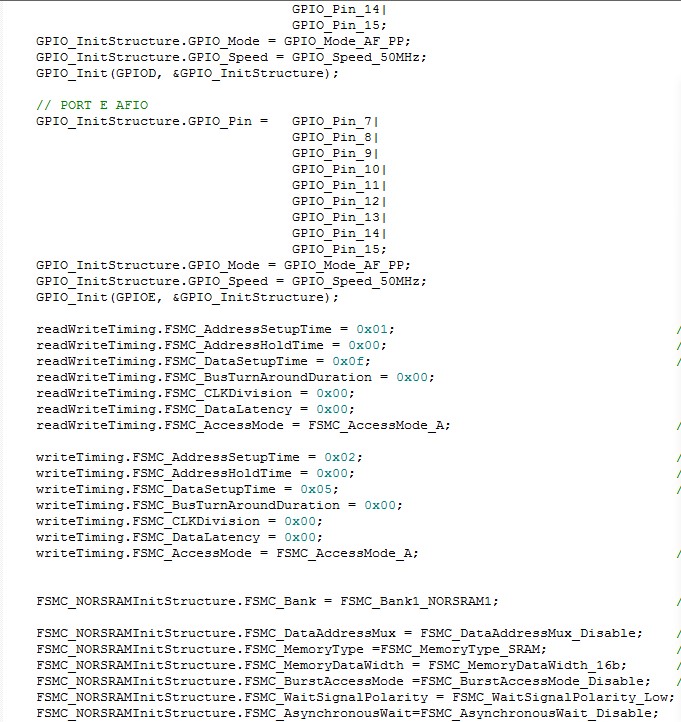 GPIO_Pin_14|
GPIO_Pin_15;
GPIO_InitStructure.GPIO_Mode = GPIO_Mode_AF_PP;
GPIO_InitStructure.GPIO_Speed = GPIO_Speed_50MHz;
GPIO_Init(GPIOD, &GPIO_InitStructure);
// PORT E AFIO
GPIO_InitStructure.GPIO_Pin =   GPIO_Pin_7|
GPIO_Pin_8|
GPIO_Pin_9|
GPIO_Pin_10|
GPIO_Pin_11|
GPIO_Pin_12|
GPIO_Pin_13|
GPIO_Pin_14|
GPIO_Pin_15;
GPIO_InitStructure.GPIO_Mode = GPIO_Mode_AF_PP;
GPIO_InitStructure.GPIO_Speed = GPIO_Speed_50MHz;
GPIO_Init(GPIOE, &GPIO_InitStructure);
readWriteTiming.FSMC_AddressSetupTime = 0x01; /
readWriteTiming.FSMC_AddressHoldTime = 0x00; /
readWriteTiming.FSMC_DataSetupTime = 0x0f; /
readWriteTiming.FSMC_BusTurnAroundDuration = 0x00;
readWriteTiming.FSMC_CLKDivision = 0x00;
readWriteTiming.FSMC_DataLatency = 0x00;
readWriteTiming.FSMC_AccessMode = FSMC_AccessMode_A; /
writeTiming.FSMC_AddressSetupTime = 0x02; /
writeTiming.FSMC_AddressHoldTime = 0x00; /
writeTiming.FSMC_DataSetupTime = 0x05; /
writeTiming.FSMC_BusTurnAroundDuration = 0x00;
writeTiming.FSMC_CLKDivision = 0x00;
writeTiming.FSMC_DataLatency = 0x00;
writeTiming.FSMC_AccessMode = FSMC_AccessMode_A; /
FSMC_NORSRAMInitStructure.FSMC_Bank = FSMC_Bank1_NORSRAM1; /
FSMC_NORSRAMInitStructure.FSMC_DataAddressMux = FSMC_DataAddressMux_Disable; /
FSMC_NORSRAMInitStructure.FSMC_MemoryType =FSMC_MemoryType_SRAM; /
FSMC_NORSRAMInitStructure.FSMC_MemoryDataWidth = FSMC_MemoryDataWidth_16b; /
FSMC_NORSRAMInitStructure.FSMC_BurstAccessMode =FSMC_BurstAccessMode_Disable; /
FSMC_NORSRAMInitStructure.FSMC_WaitSignalPolarity = FSMC_WaitSignalPolarity_Low;
FSMC_NORSRAMInitStructure.FSMC_AsynchronousWait=FSMC_AsynchronousWait_Disable;